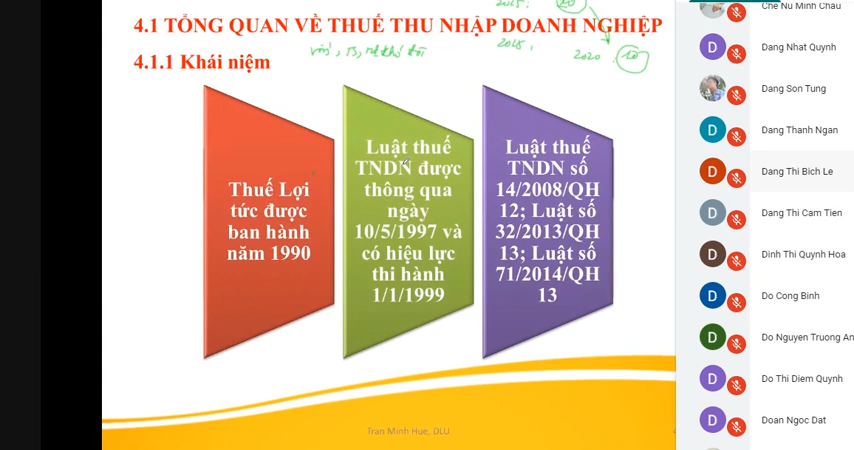 2015:
4.1 TỔNG QUAN VỀ THUẾ THU NHẬP DOANH NGHIỆP
2018,
2020
4.1.1 Khái niệm
Thuế Lợi
tức được
ban hành
năm 1990
Luật thuế
TNDN được
thông qua
ngày
10/5/1997 và
có hiệu lực
thi hành
1/1/1999
Luật thuế
TNDN số
14/2008/QH
12; Luật số
32/2013/QH
13; Luật số
71/2014/QH
13
Tran Minh Hue, DLU
Che Nu Minh Chau
D Dang Nhat Quynh
Dang Son Tung
D Dang Thanh Ngan
D Dang Thi Bich Le
D Dang Thi Cam Tien
D Dinh Thi Quynh Hoa
D Do Cong Binh
D Do Nguyen Truong An
D Do Thi Diem Quynh
D Doan Ngoc Dat